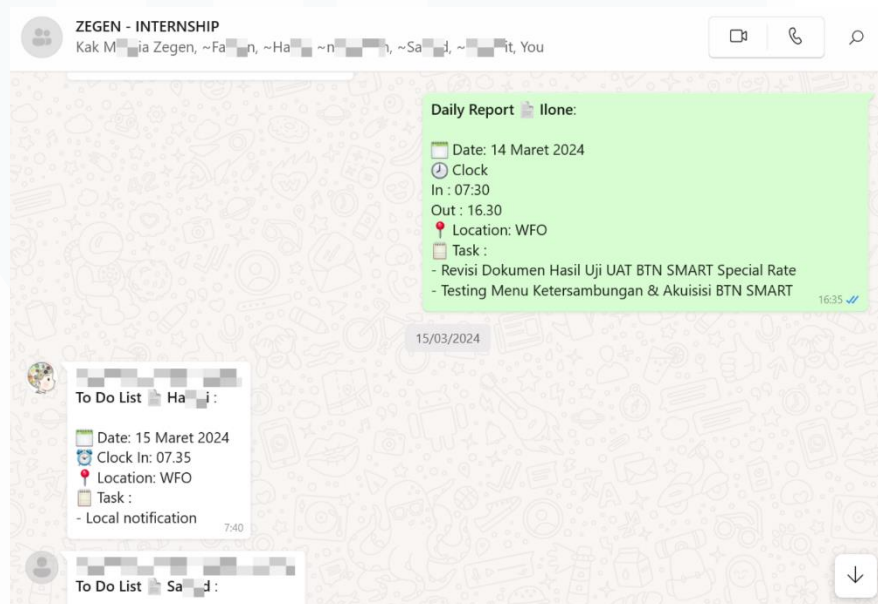 ZEGEN - INTERNSHIP
Kak Zegen, You
Daily Report Ilone:
Date: 14 Maret 2024
Clock
In : 07:30
Out : 16.30
Location: WFO
Task :
- Revisi Dokumen Hasil Uji UAT BTN SMART Special Rate
- Testing Menu Ketersambungan & Akuisisi BTN SMART
16:35
15/03/2024
To Do List :
Date: 15 Maret 2024
Clock In: 07.35
Location: WFO
Task :
- Local notification
7:40
To Do List :